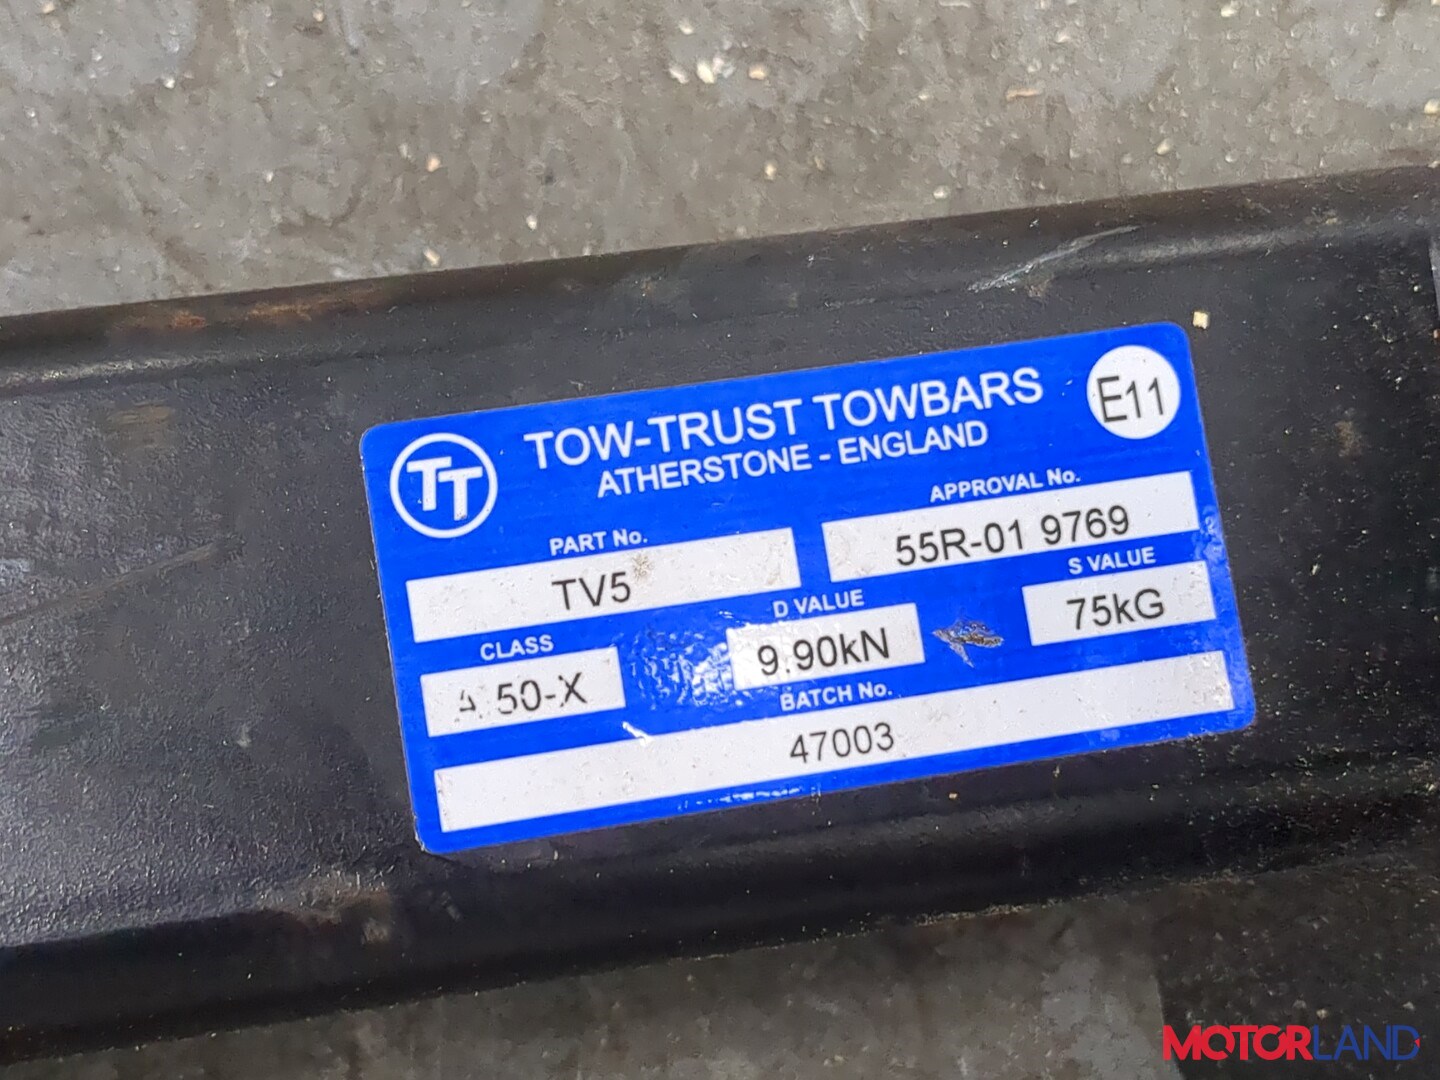 TT
TOW-TRUST TOWBARS
ATHERSTONE - ENGLAND
E11
PART No.
TV5
APPROVAL No.
55R-01 9769
CLASS
A 50-X
D VALUE
9.90kN
S VALUE
75kG
BATCH No.
47003
MOTORLAND